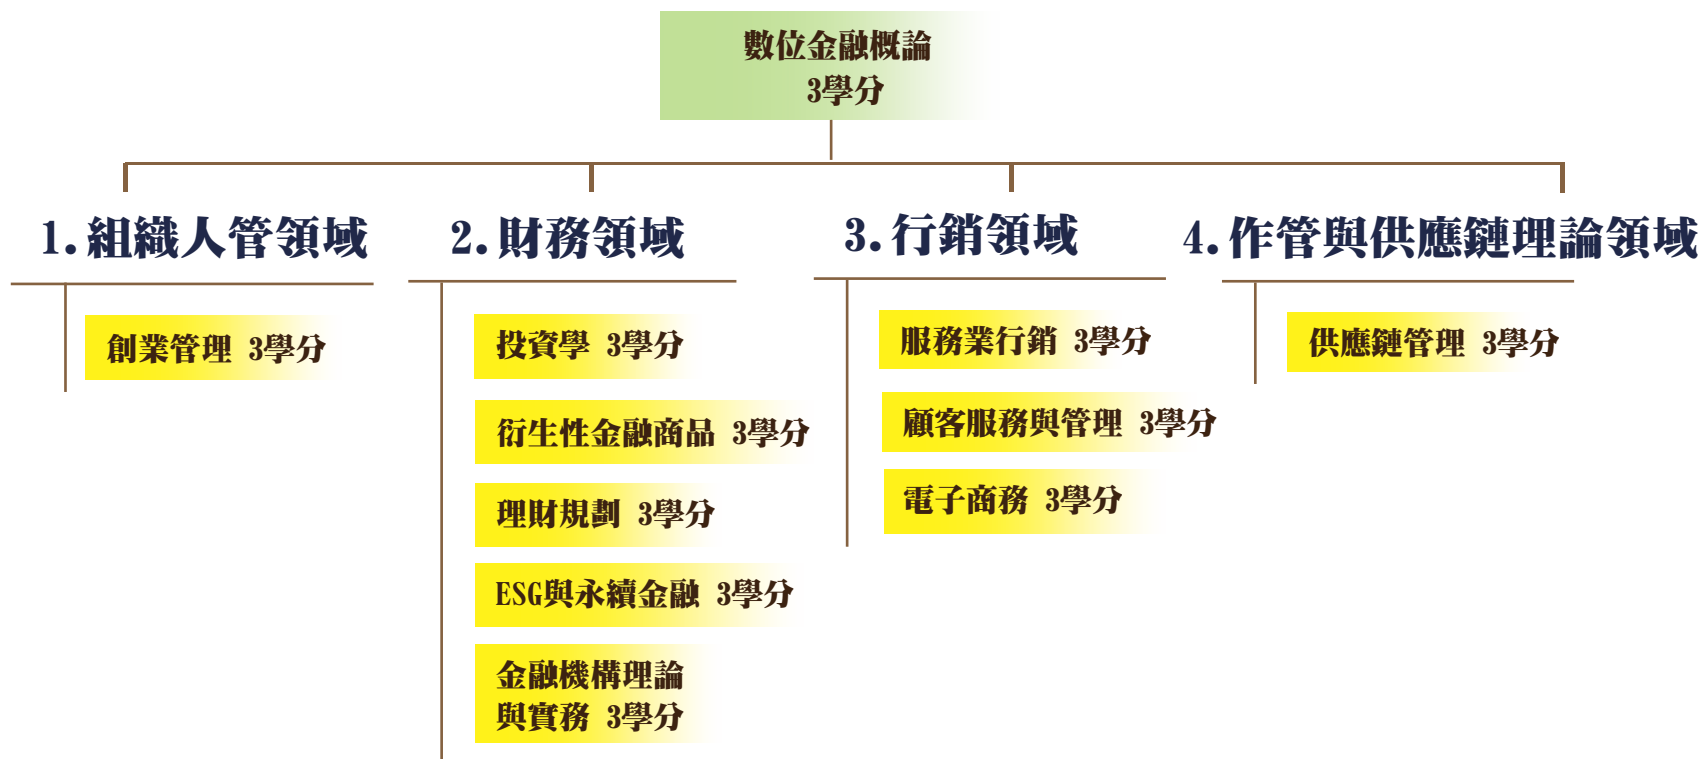 數位金融概論
3學分
1.組織人管領域
創業管理 3學分
2.財務領域
投資學 3學分
衍生性金融商品 3學分
理財規劃 3學分
ESG與永續金融 3學分
金融機構理論
與實務 3學分
3.行銷領域
服務業行銷 3學分
顧客服務與管理 3學分
電子商務 3學分
4.作管與供應鏈理論領域
供應鏈管理 3學分